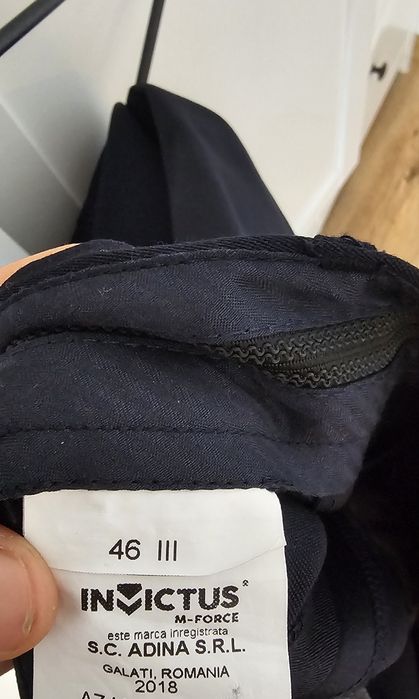 46 III
INVICTUS
M-FORCE
este marca inregistrata
S.C. ADINA S.R.L.
GALATI, ROMANIA
2018